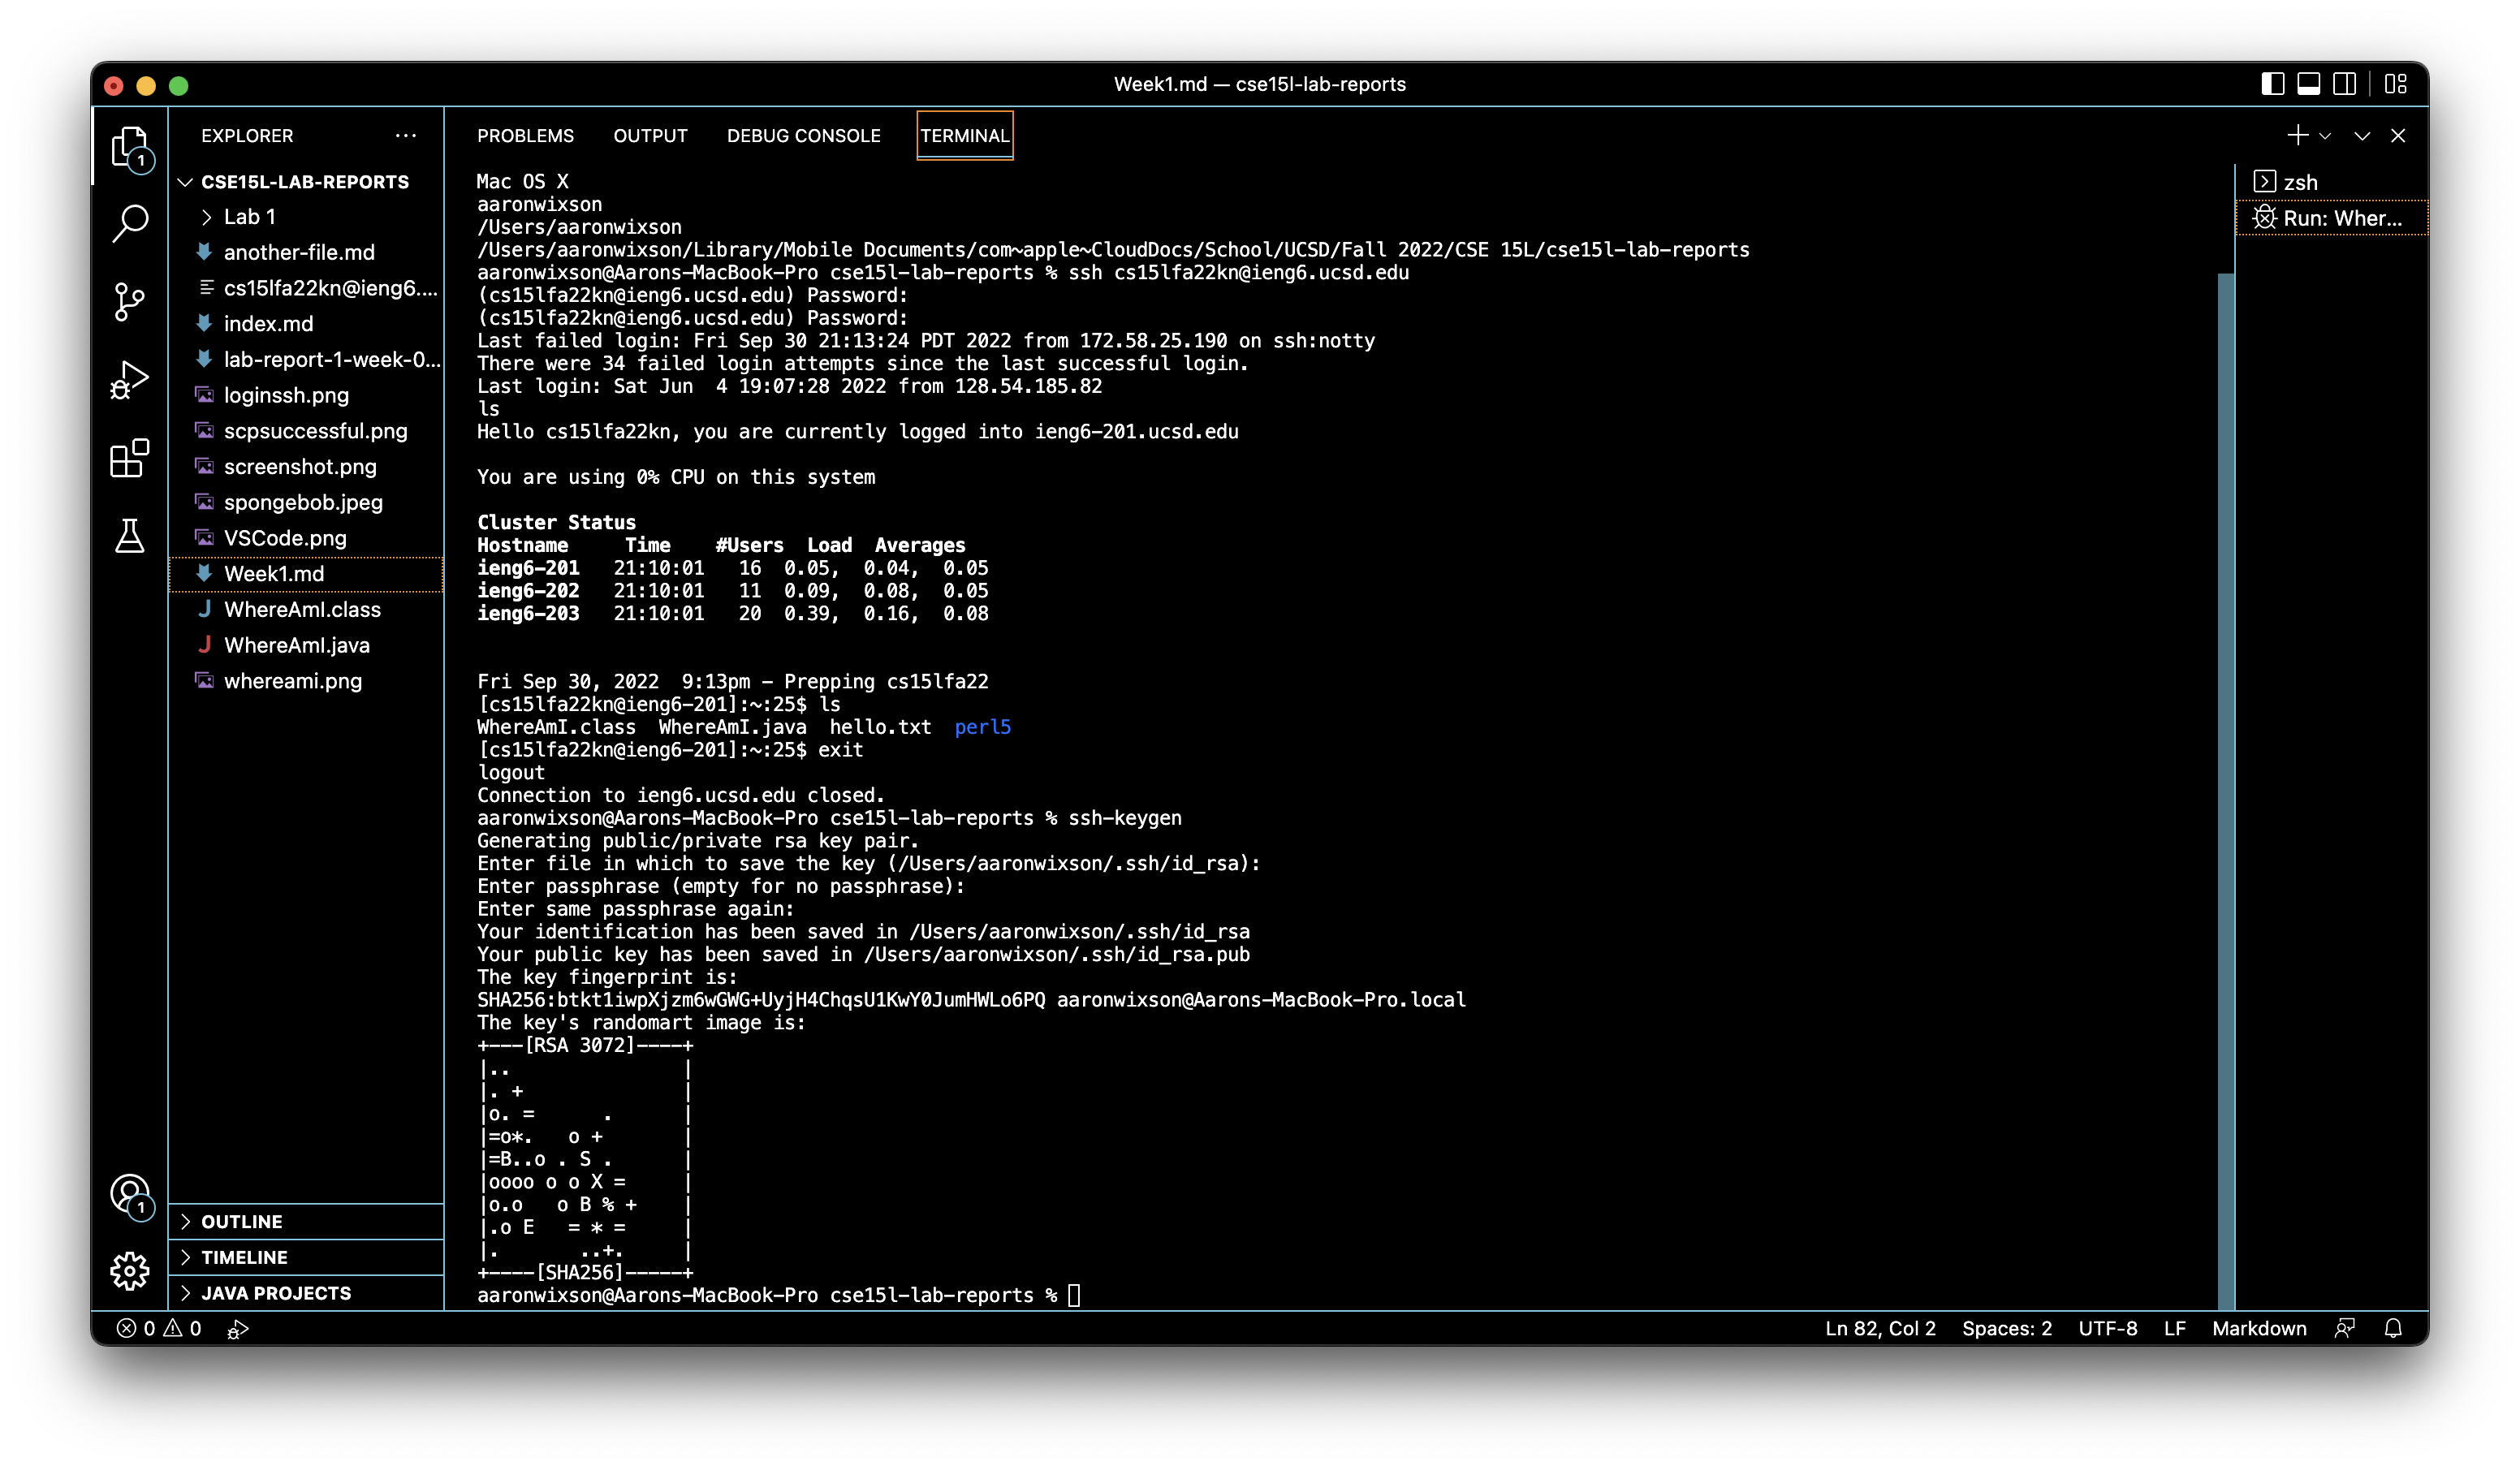 Week1.md — cse15l-lab-reports
1
EXPLORER ...
CSE15L-LAB-REPORTS
Lab 1
another-file.md
cs15lfa22kn@ieng6....
index.md
lab-report-1-week-0...
loginssh.png
scpsuccessful.png
screenshot.png
spongebob.jpeg
VSCode.png
Week1.md
WhereAmI.class
WhereAmI.java
whereami.png
1
OUTLINE
TIMELINE
JAVA PROJECTS
PROBLEMS OUTPUT DEBUG CONSOLE TERMINAL
Mac OS X
aaronwixson
/Users/aaronwixson
/Users/aaronwixson/Library/Mobile Documents/com~apple~CloudDocs/School/UCSD/Fall 2022/CSE 15L/cse15l-lab-reports
aaronwixson@Aarons-MacBook-Pro cse15l-lab-reports % ssh cs15lfa22kn@ieng6.ucsd.edu
(cs15lfa22kn@ieng6.ucsd.edu) Password:
(cs15lfa22kn@ieng6.ucsd.edu) Password:
Last failed login: Fri Sep 30 21:13:24 PDT 2022 from 172.58.25.190 on ssh:notty
There were 34 failed login attempts since the last successful login.
Last login: Sat Jun  4 19:07:28 2022 from 128.54.185.82
ls
Hello cs15lfa22kn, you are currently logged into ieng6-201.ucsd.edu
You are using 0% CPU on this system
Cluster Status
Hostname     Time    #Users  Load  Averages
ieng6-201   21:10:01   16  0.05,  0.04,  0.05
ieng6-202   21:10:01   11  0.09,  0.08,  0.05
ieng6-203   21:10:01   20  0.39,  0.16,  0.08
Fri Sep 30, 2022  9:13pm - Prepping cs15lfa22
[cs15lfa22kn@ieng6-201]:~:25$ ls
WhereAmI.class  WhereAmI.java  hello.txt  perl5
[cs15lfa22kn@ieng6-201]:~:25$ exit
logout
Connection to ieng6.ucsd.edu closed.
aaronwixson@Aarons-MacBook-Pro cse15l-lab-reports % ssh-keygen
Generating public/private rsa key pair.
Enter file in which to save the key (/Users/aaronwixson/.ssh/id_rsa):
Enter passphrase (empty for no passphrase):
Enter same passphrase again:
Your identification has been saved in /Users/aaronwixson/.ssh/id_rsa
Your public key has been saved in /Users/aaronwixson/.ssh/id_rsa.pub
The key fingerprint is:
SHA256:btkt1iwpXjzm6wGWG+UyjH4ChqsU1KwY0JumHWLo6PQ aaronwixson@Aarons-MacBook-Pro.local
The key's randomart image is:
+---[RSA 3072]----+
|..               |
|. +              |
|o. =      .      |
|=o*.   o +       |
|=B..o . S .      |
|oooo o o X =     |
|o.o   o B % +    |
|.o E   = * =     |
|.       ..+.     |
+----[SHA256]-----+
aaronwixson@Aarons-MacBook-Pro cse15l-lab-reports %
zsh
Run: Wher...
0 0
Ln 82, Col 2 Spaces: 2 UTF-8 LF Markdown